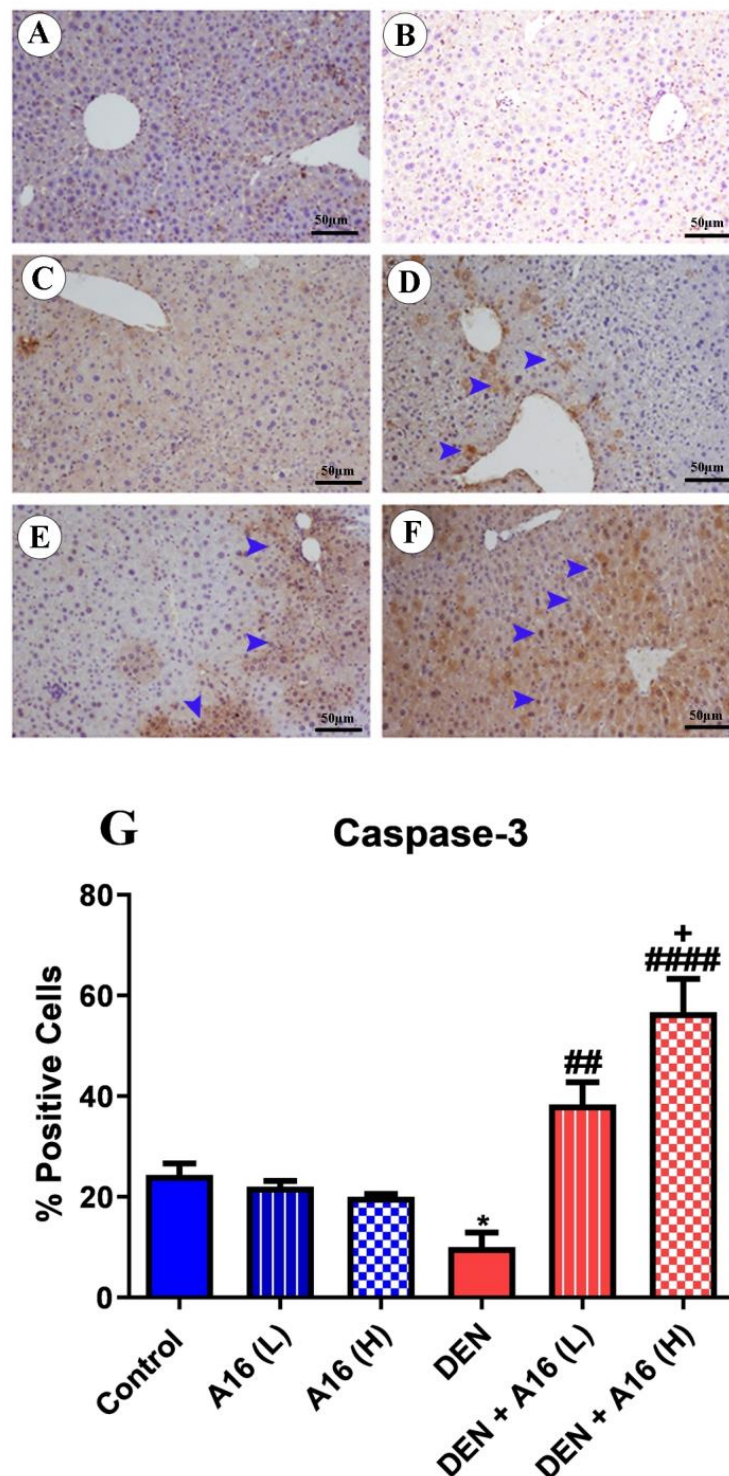 A
B
50µm
50µm
C
D
50µm
50µm
E
F
50µm
50µm
G
Caspase-3
% Positive Cells
80
60
40
20
0
*
##
+
####
Control
A16 (L)
A16 (H)
DEN
DEN + A16 (L)
DEN + A16 (H)